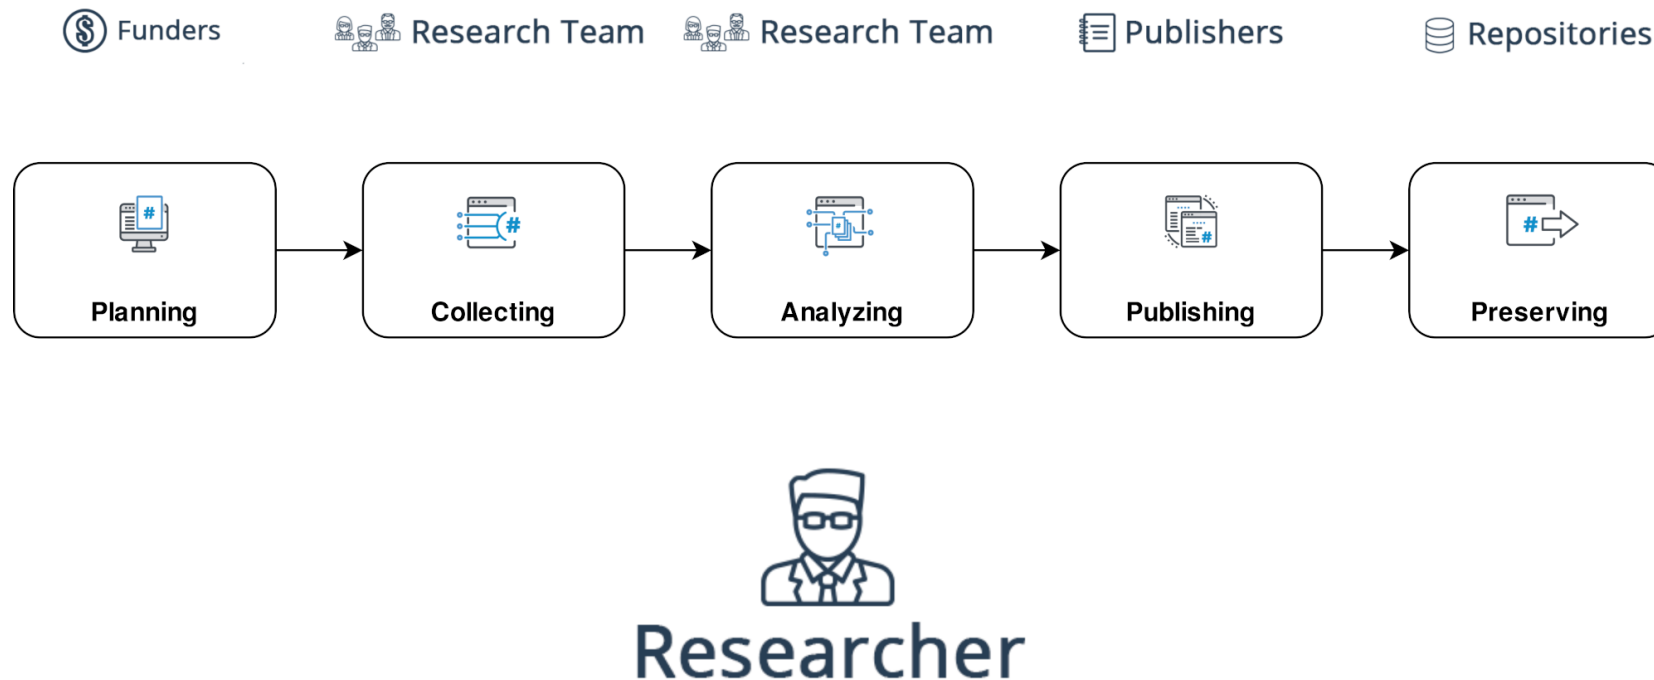 Funders
Research Team
Research Team
Publishers
Repositories
#
#
#
#
#
Planning
Collecting
Analyzing
Publishing
Preserving
Researcher